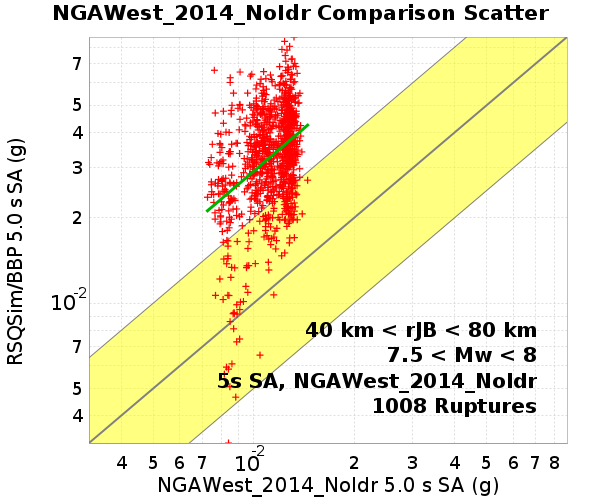 NGAWest_2014_NoIdr Comparison Scatter
RSQSim/BBP 5.0 s SA (g)
7
5
4
3
2
10-2
7
5
4
40 km < rJB < 80 km
7.5 < Mw < 8
5s SA, NGAWest_2014_NoIdr
1008 Ruptures
4 5 6 7 10-2 2 3 4 5 6 7 8
NGAWest_2014_NoIdr 5.0 s SA (g)